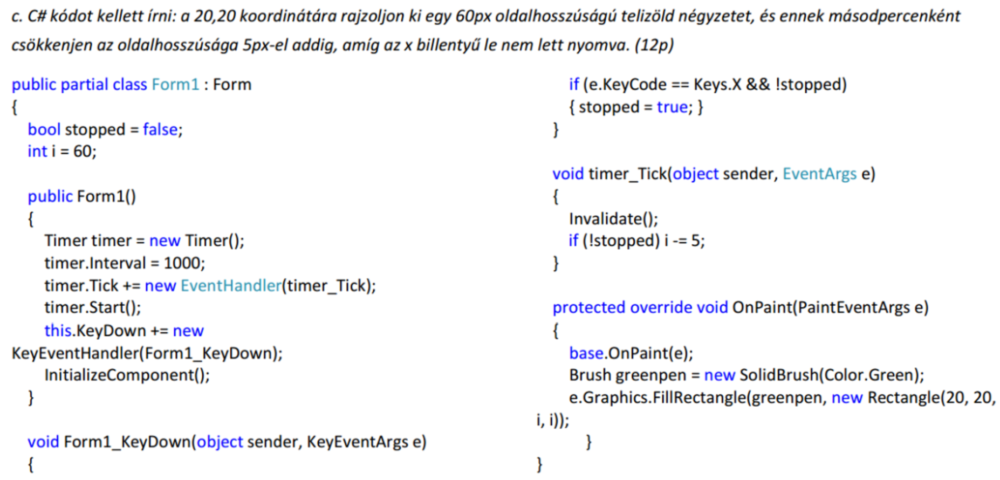 c. C# kódot kellett írni: a 20,20 koordinátára rajzoljon ki egy 60px oldalhosszúságú telizöld négyzetet, és ennek másodpercenként
csökkenjen az oldalhosszúsága 5px-el addig, amíg az x billentyű le nem lett nyomva. (12p)
public partial class Form1 : Form
{
bool stopped = false;
int i = 60;
public Form1()
{
Timer timer = new Timer();
timer.Interval = 1000;
timer.Tick += new EventHandler(timer_Tick);
timer.Start();
this.KeyDown += new
KeyEventHandler(Form1_KeyDown);
InitializeComponent();
}
void Form1_KeyDown(object sender, KeyEventArgs e)
{
if (e.KeyCode == Keys.X && !stopped)
{ stopped = true; }
}
void timer_Tick(object sender, EventArgs e)
{
Invalidate();
if (!stopped) i -= 5;
}
protected override void OnPaint(PaintEventArgs e)
{
base.OnPaint(e);
Brush greenpen = new SolidBrush(Color.Green);
e.Graphics.FillRectangle(greenpen, new Rectangle(20, 20,
i, i));
}
}